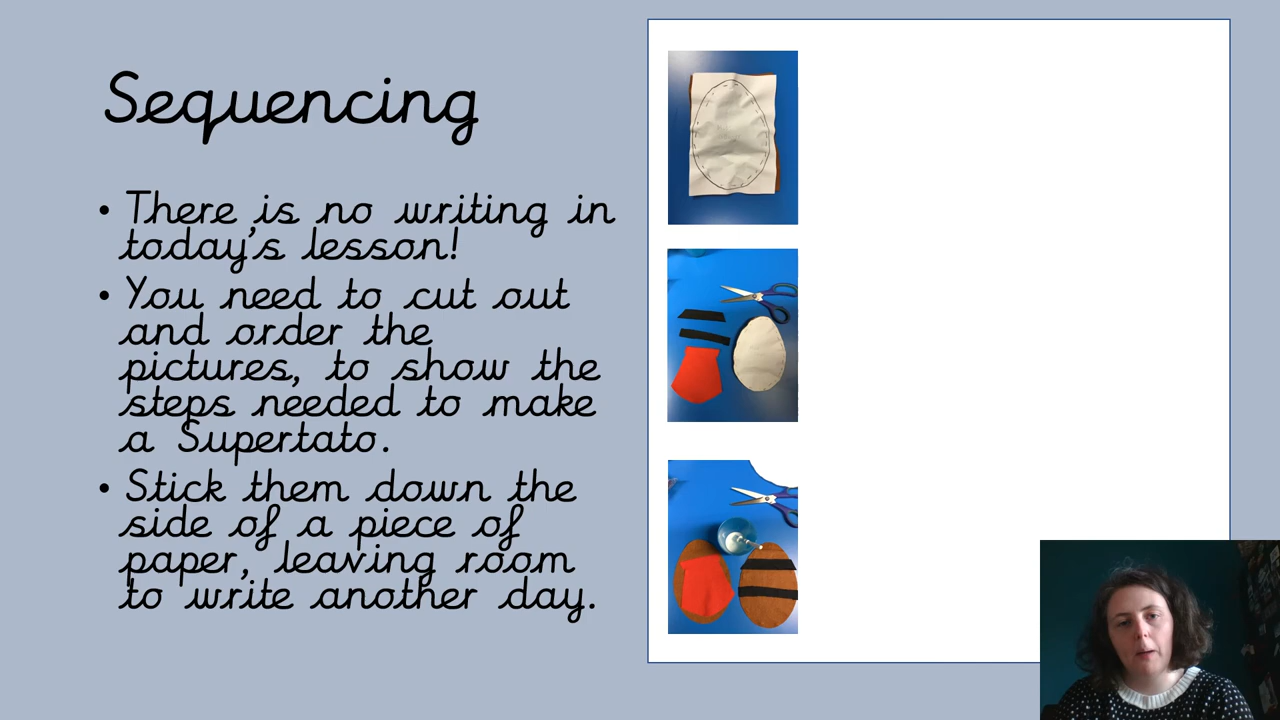 Sequencing
• There is no writing in
today's lesson!
• You need to cut out
and order the
pictures, to show the
steps needed to make
a Supertato.
• Stick them down the
side of a piece of
paper, leaving room
to write another day.